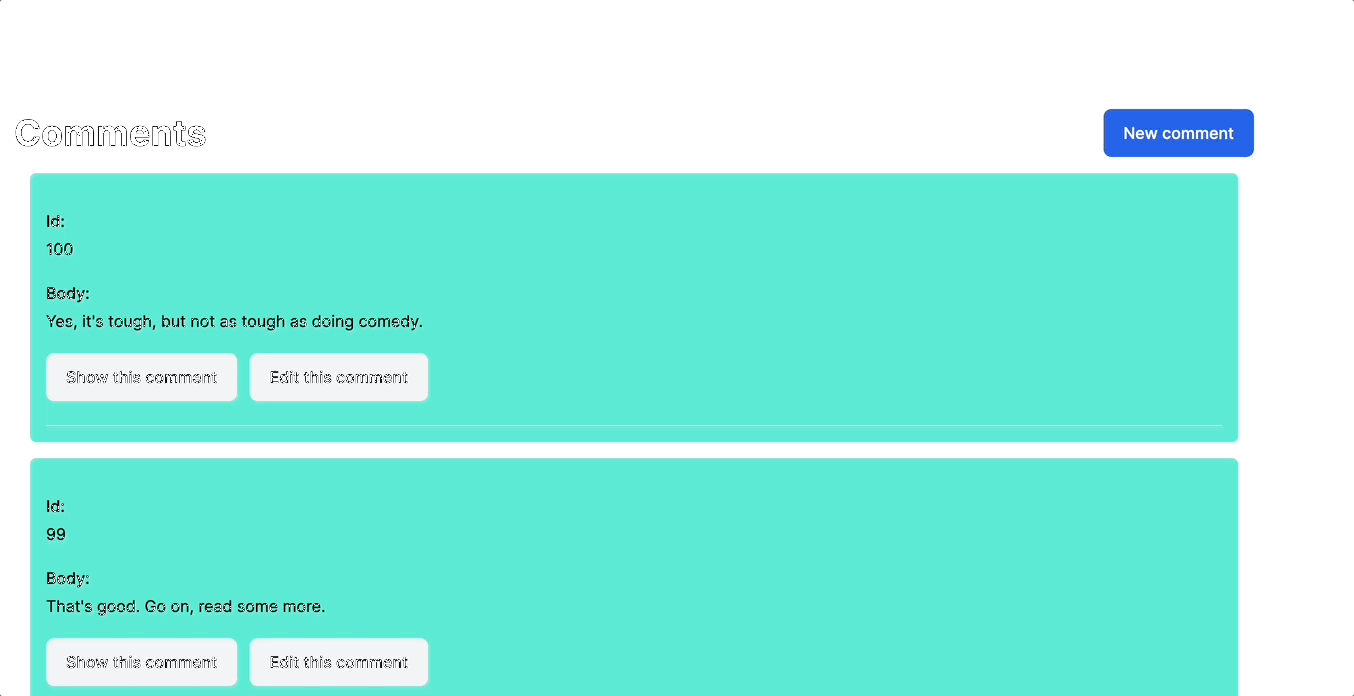 Comments
New comment
Id:
100
Body:
Yes, it's tough, but not as tough as doing comedy.
Show this comment
Edit this comment
Id:
99
Body:
That's good. Go on, read some more.
Show this comment
Edit this comment